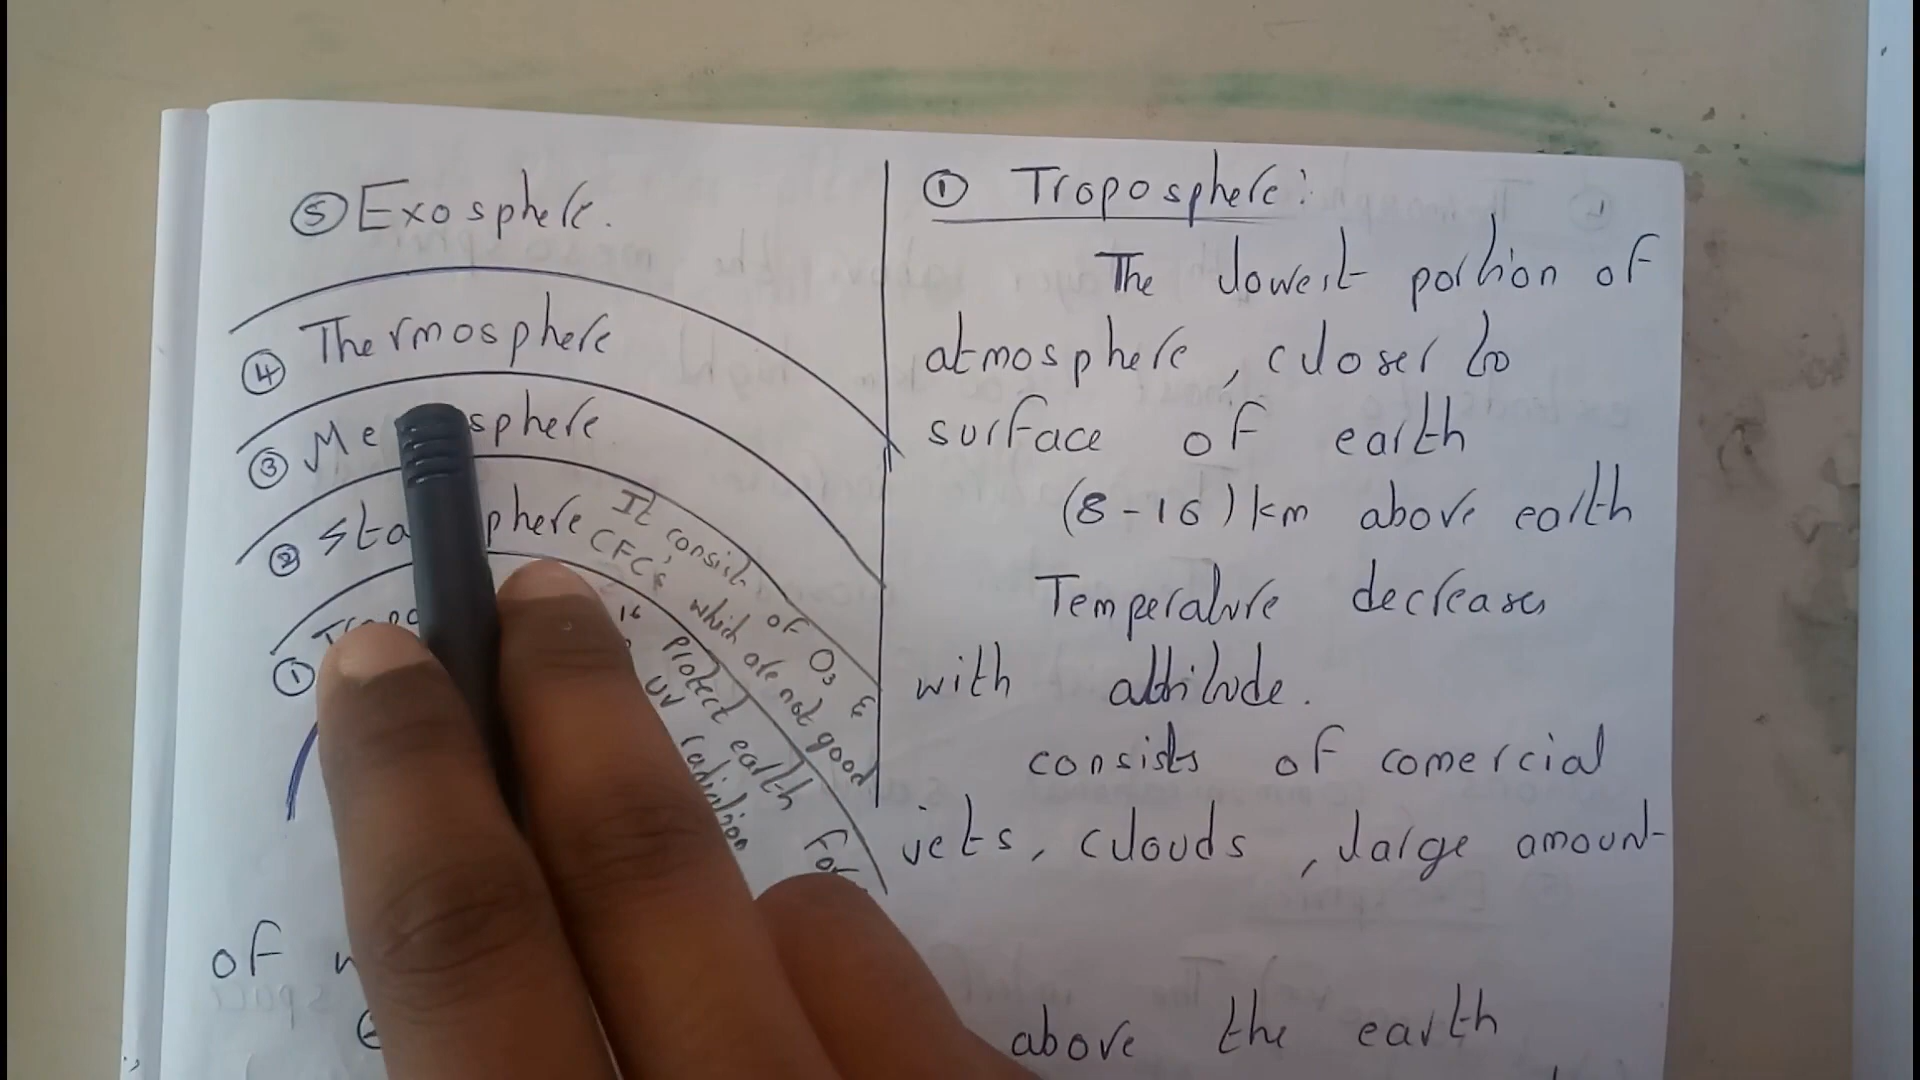 ⑤ Exosphere.
④ Thermosphere
③ Me sphere
② Sta phere
It consist of O₃ &
CFC's which are not good
①
is Protect earth for
UV radiation
① Troposphere:
The lowest portion of
atmosphere, closer to
surface of earth
(8-16) km above earth
Temperature decreases
with altitude.
consists of comercial
jets, clouds, large amount
of
above the earth